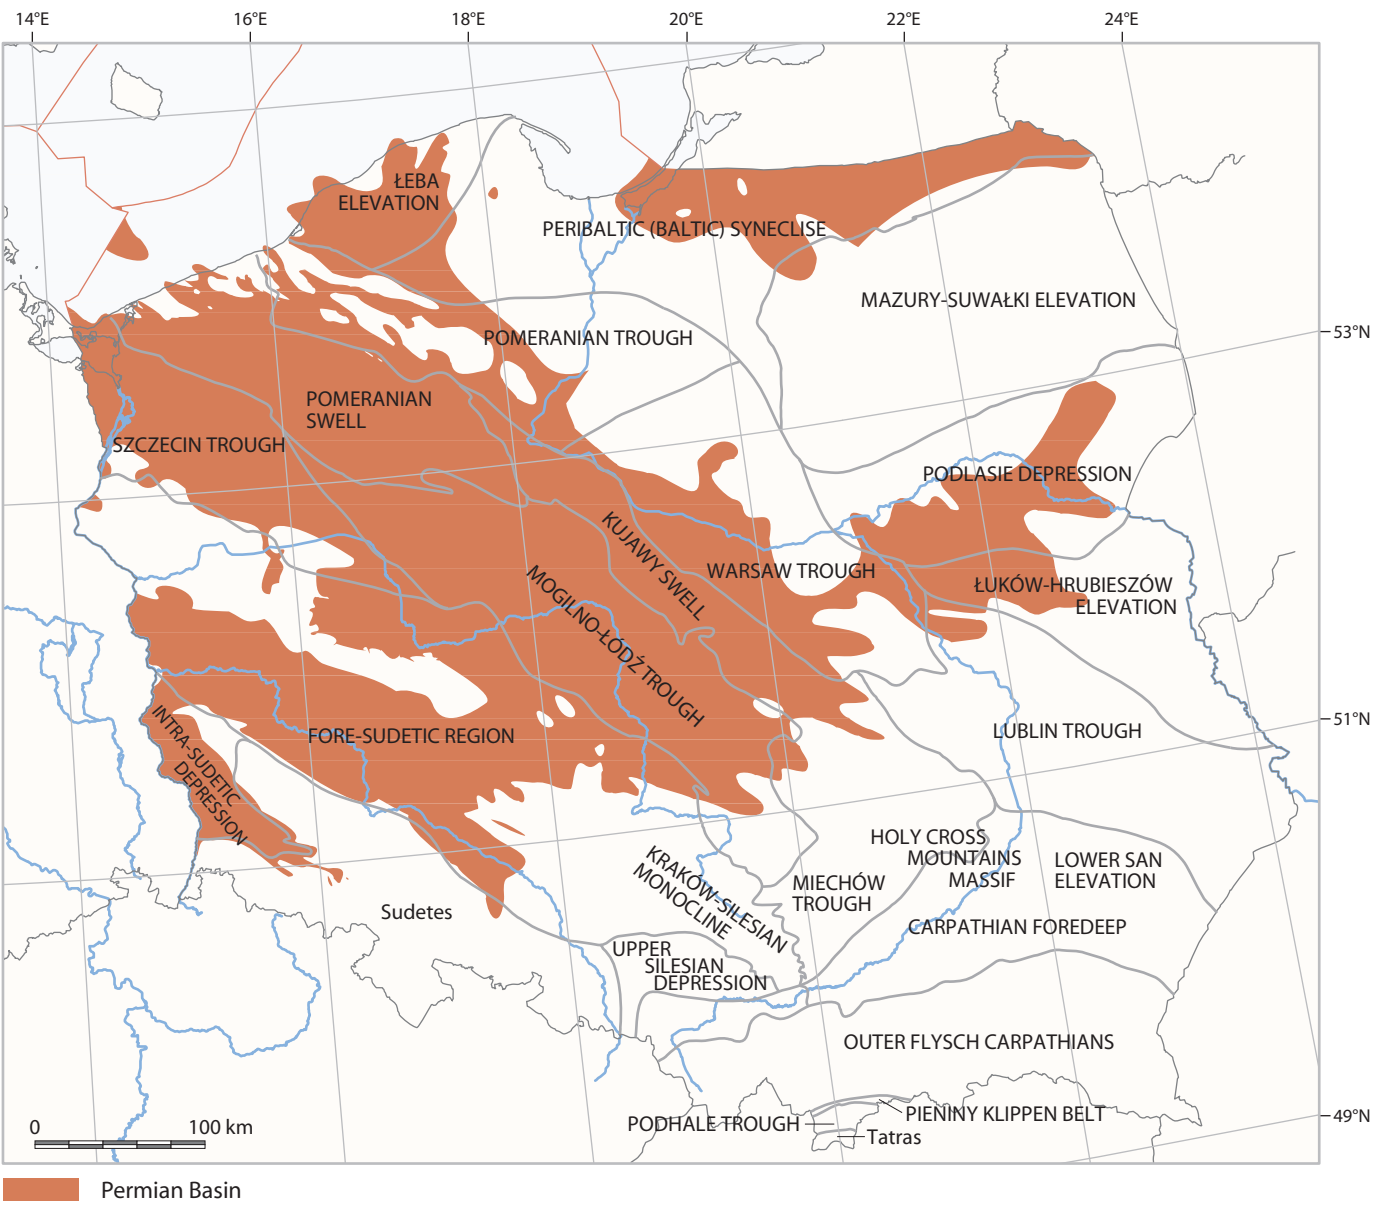 14°E 16°E 18°E 20°E 22°E 24°E
ŁEBA
ELEVATION
PERIBALTIC (BALTIC) SYNECLISE
MAZURY-SUWAŁKI ELEVATION
53°N
POMERANIAN TROUGH
POMERANIAN
SWELL
SZCZECIN TROUGH
PODLASIE DEPRESSION
KUJAWY SWELL
WARSAW TROUGH
MOGILNO-ŁÓDŹ TROUGH
ŁUKÓW-HRUBIESZÓW
ELEVATION
51°N
INTRA-SUDETIC
DEPRESSION
FORE-SUDETIC REGION
LUBLIN TROUGH
HOLY CROSS
MOUNTAINS
MASSIF
LOWER SAN
ELEVATION
KRAKÓW-SILESIAN
MONOCLINE
MIECHÓW
TROUGH
Sudetes
CARPATHIAN FOREDEEP
UPPER
SILESIAN
DEPRESSION
OUTER FLYSCH CARPATHIANS
49°N
PIENINY KLIPPEN BELT
PODHALE TROUGH
Tatras
0 100 km
Permian Basin